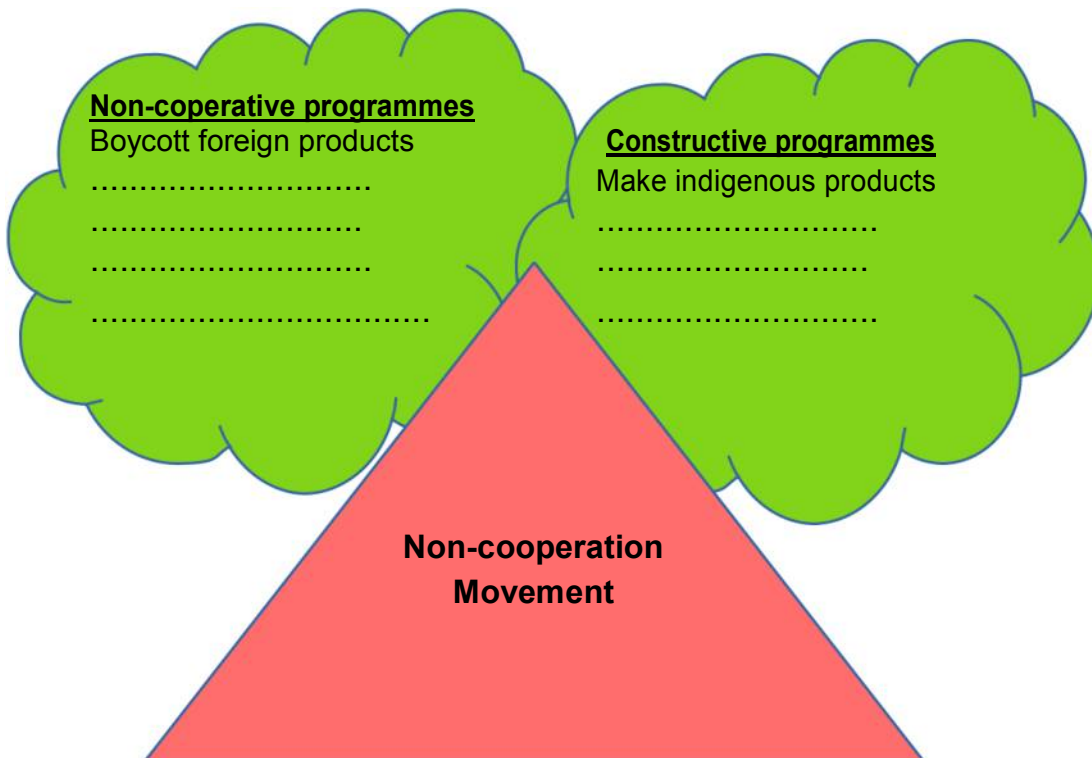 Non-coperative programmes
Boycott foreign products
…………………………
……………………….
…………………………
………………………………
Constructive programmes
Make indigenous products
…………………………
………………………..
…………………………
Non-cooperation
Movement